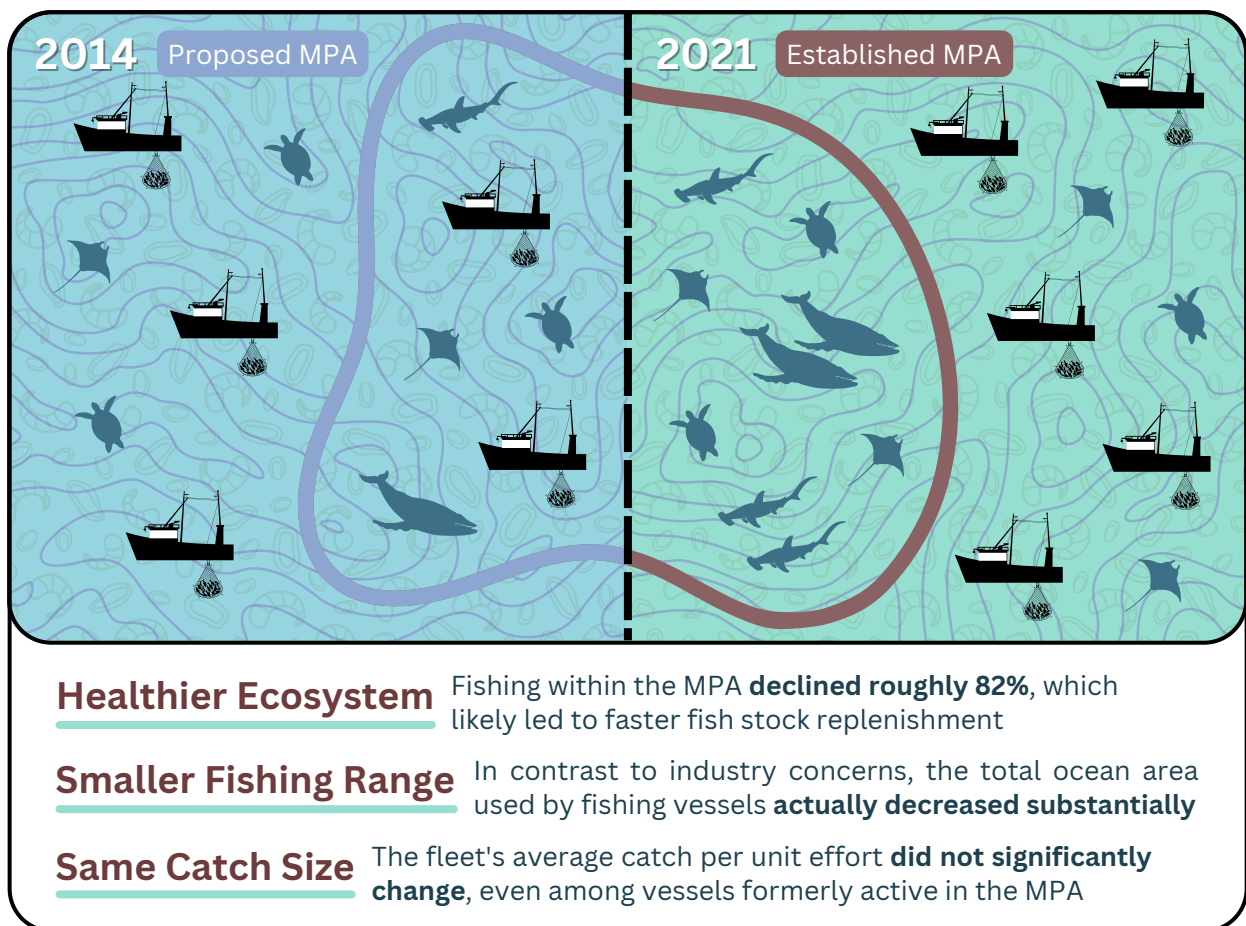 2014
Proposed MPA
2021
Established MPA
Healthier Ecosystem
Fishing within the MPA declined roughly 82%, which
likely led to faster fish stock replenishment
Smaller Fishing Range
In contrast to industry concerns, the total ocean area
used by fishing vessels actually decreased substantially
Same Catch Size
The fleet's average catch per unit effort did not significantly
change, even among vessels formerly active in the MPA